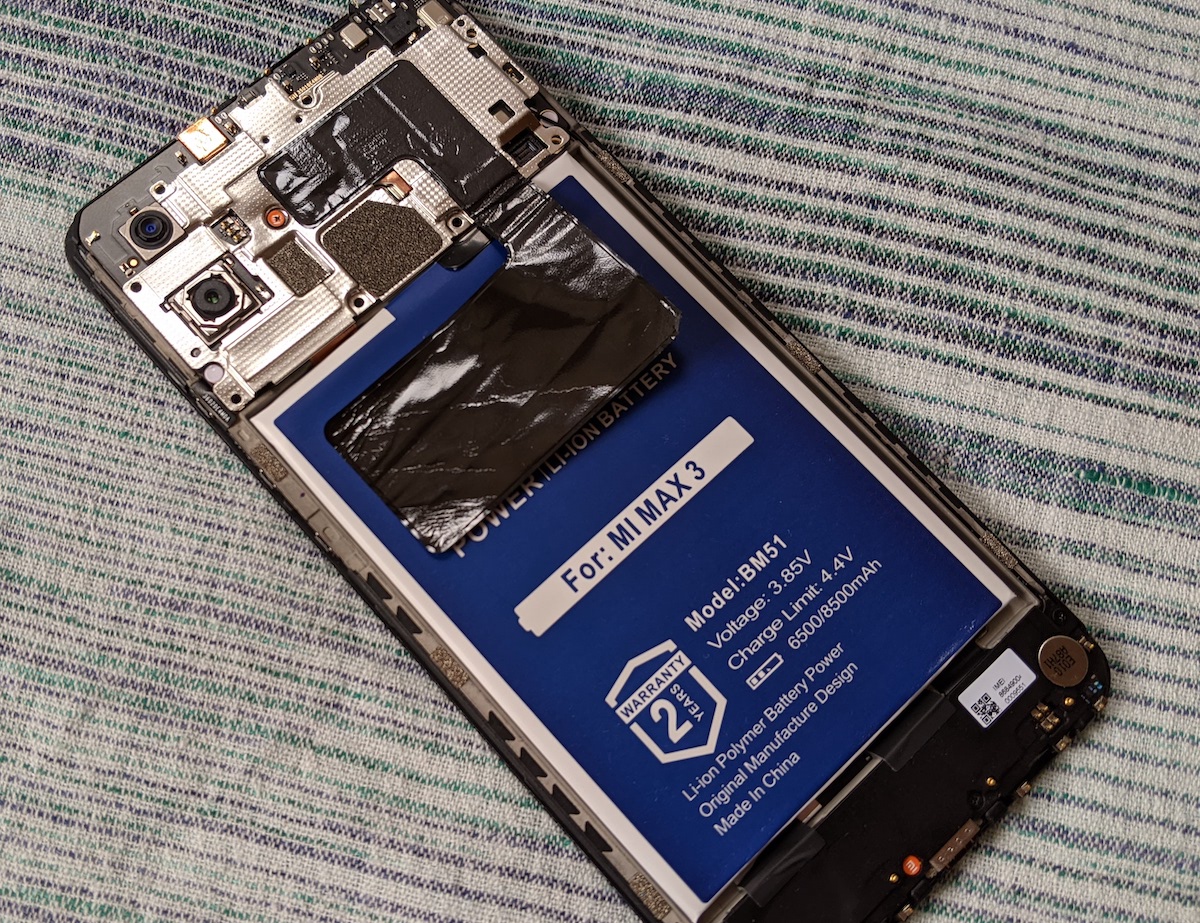 POWER LI-ION BATTERY
For: MI MAX 3
Model:BM51
Voltage: 3.85V
Charge Limit: 4.4V
6500/8500mAh
WARRANTY
2
YEARS
Li-ion Polymer Battery Power
Original Manufacture Design
Made In China
IMEI